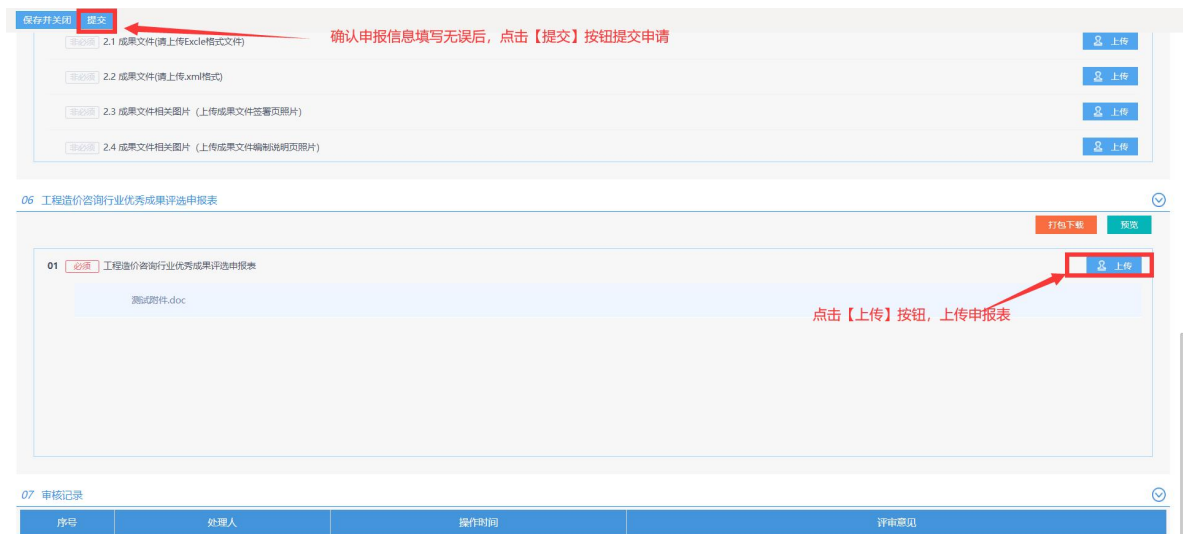 保存并关闭 提交
确认申报信息填写无误后，点击【提交】按钮提交申请
非必须 2.1 成果文件(请上传Excle格式文件) 上传
非必须 2.2 成果文件(请上传.xml格式) 上传
非必须 2.3 成果文件相关图片（上传成果文件签署页照片） 上传
非必须 2.4 成果文件相关图片（上传成果文件编制说明页照片） 上传
06 工程造价咨询行业优秀成果评选申报表
打包下载 预览
01 必须 工程造价咨询行业优秀成果评选申报表 上传
测试附件.doc
点击【上传】按钮，上传申报表
07 审核记录
序号 处理人 操作时间 评审意见